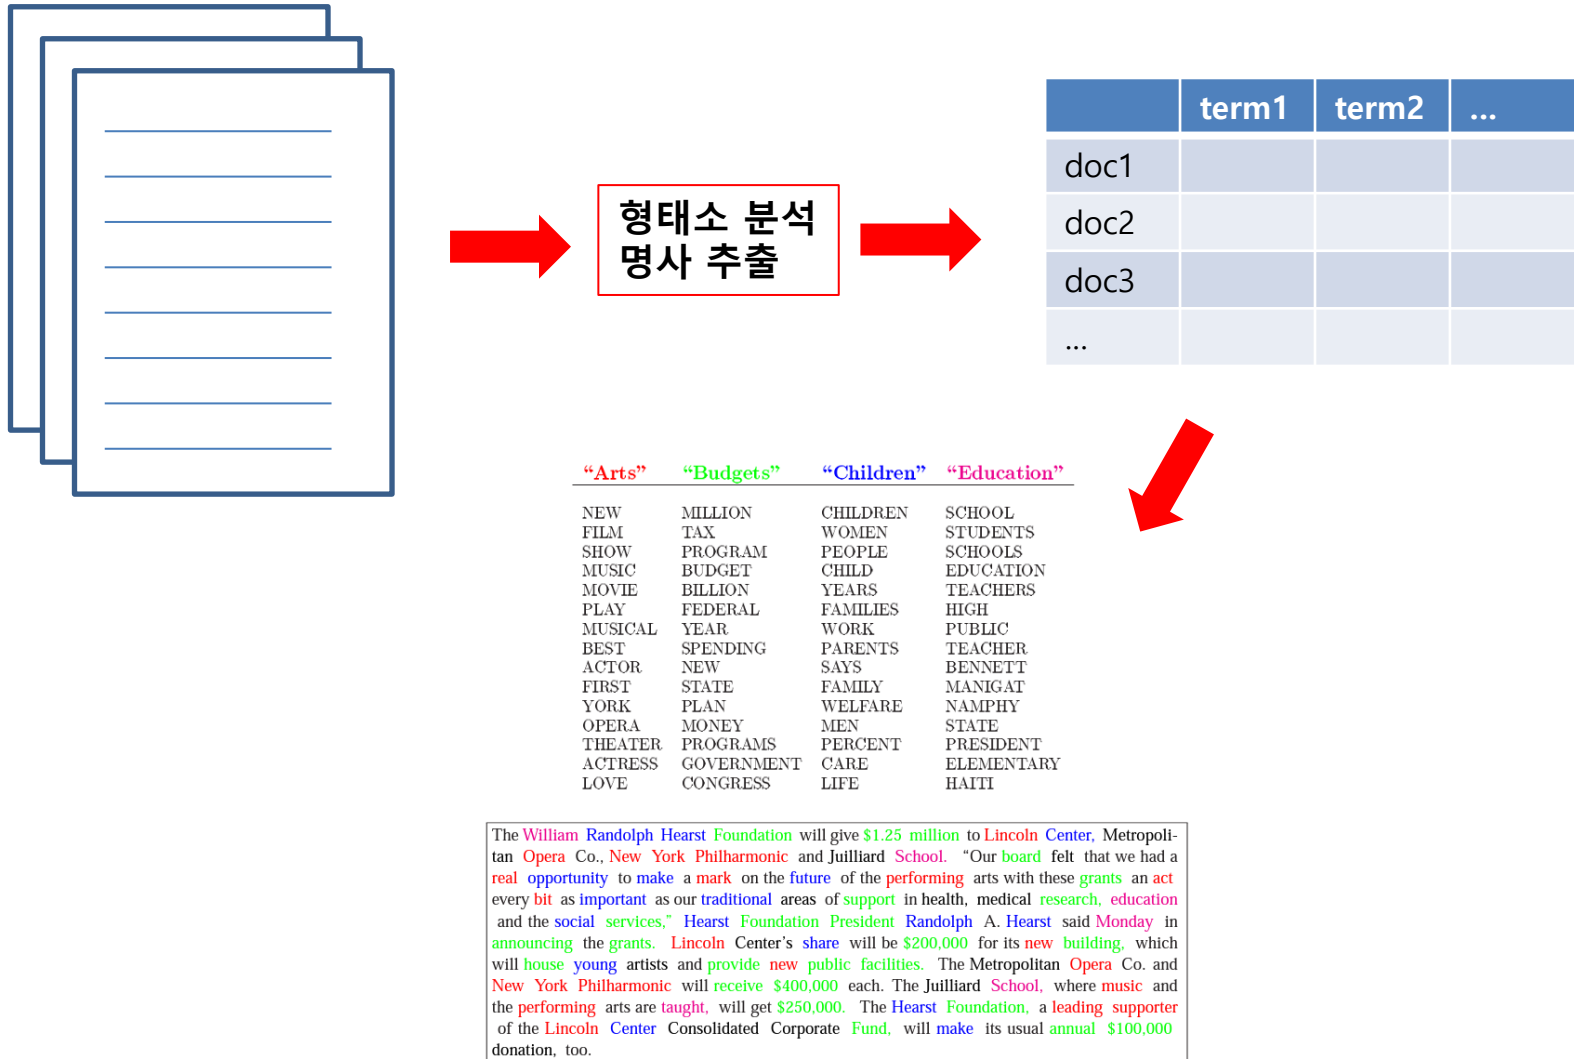 형태소 분석
명사 추출
term1 term2 ...
doc1
doc2
doc3
...
“Arts” “Budgets” “Children” “Education”
NEW MILLION CHILDREN SCHOOL
FILM TAX WOMEN STUDENTS
SHOW PROGRAM PEOPLE SCHOOLS
MUSIC BUDGET CHILD EDUCATION
MOVIE BILLION YEARS TEACHERS
PLAY FEDERAL FAMILIES HIGH
MUSICAL YEAR WORK PUBLIC
BEST SPENDING PARENTS TEACHER
ACTOR NEW SAYS BENNETT
FIRST STATE FAMILY MANIGAT
YORK PLAN WELFARE NAMPHY
OPERA MONEY MEN STATE
THEATER PROGRAMS PERCENT PRESIDENT
ACTRESS GOVERNMENT CARE ELEMENTARY
LOVE CONGRESS LIFE HAITI
The William Randolph Hearst Foundation will give $1.25 million to Lincoln Center, Metropoli-
tan Opera Co., New York Philharmonic and Juilliard School. “Our board felt that we had a
real opportunity to make a mark on the future of the performing arts with these grants an act
every bit as important as our traditional areas of support in health, medical research, education
and the social services,” Hearst Foundation President Randolph A. Hearst said Monday in
announcing the grants. Lincoln Center’s share will be $200,000 for its new building, which
will house young artists and provide new public facilities. The Metropolitan Opera Co. and
New York Philharmonic will receive $400,000 each. The Juilliard School, where music and
the performing arts are taught, will get $250,000. The Hearst Foundation, a leading supporter
of the Lincoln Center Consolidated Corporate Fund, will make its usual annual $100,000
donation, too.